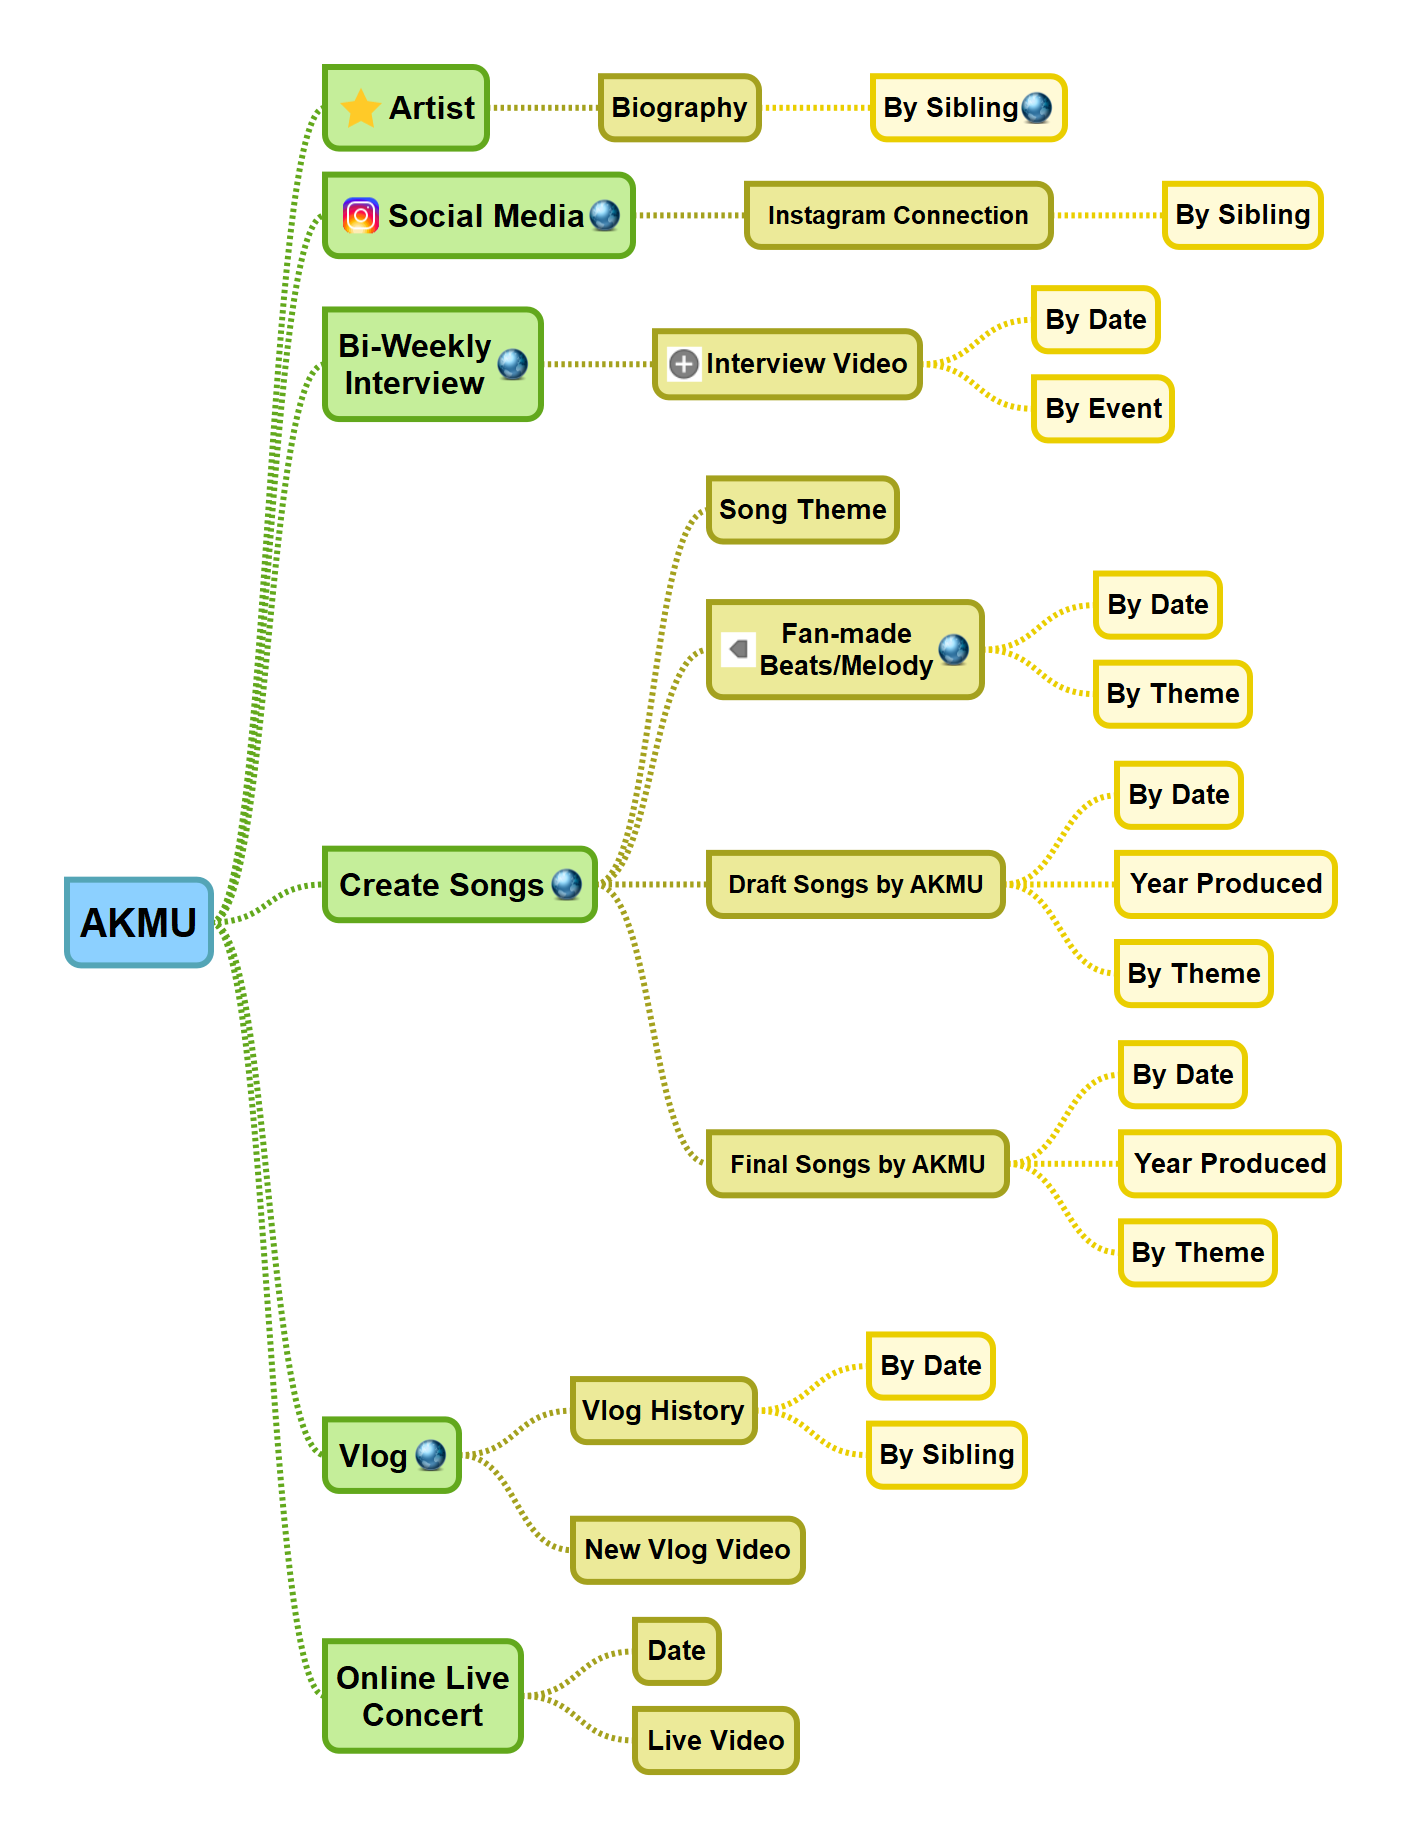 Artist
Biography
By Sibling
Social Media
Instagram Connection
By Sibling
Bi-Weekly
Interview
Interview Video
By Date
By Event
AKMU
Create Songs
Song Theme
Fan-made
Beats/Melody
By Date
By Theme
Draft Songs by AKMU
By Date
Year Produced
By Theme
Final Songs by AKMU
By Date
Year Produced
By Theme
Vlog
Vlog History
By Date
By Sibling
New Vlog Video
Online Live
Concert
Date
Live Video